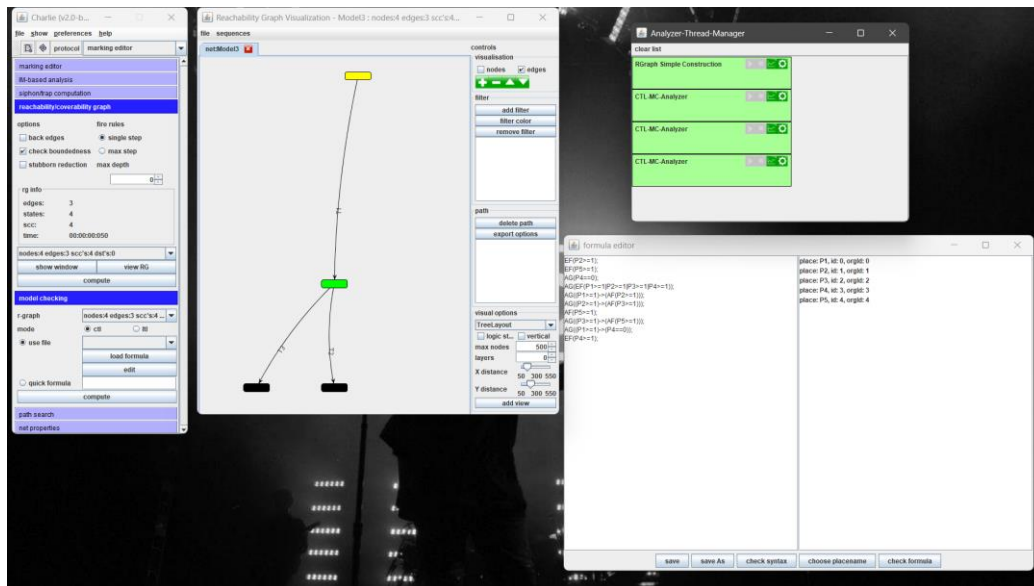 Charlie (v2.0-b...
file show preferences help
protocol marking editor
marking editor
IM-based analysis
siphon/trap computation
reachability/coverability graph
options fire rules
back edges single step
check boundedness max step
stubborn reduction max depth
0
rg info
edges: 3
states: 4
scc: 4
time: 00:00:00:050
nodes:4 edges:3 scc's:4 dst's:0
show window view RG
compute
model checking
r-graph nodes:4 edges:3 scc's:4 ...
mode ctl ltl
use file
load formula
edit
quick formula
compute
path search
net properties
Reachability Graph Visualization - Model3 : nodes:4 edges:3 scc's:4...
file sequences
net:Model3
controls
visualisation
nodes edges
filter
add filter
filter color
remove filter
path
delete path
export options
visual options
TreeLayout
logic st... vertical
max nodes 500
layers 0
X distance
50 300 550
Y distance
50 300 550
add view
Analyzer-Thread-Manager
clear list
RGraph Simple Construction
CTL-MC-Analyzer
CTL-MC-Analyzer
CTL-MC-Analyzer
formula editor
EF(P2>=1);
EF(P5>=1);
AG(P4==0);
AG(EF(P1>=1|P2>=1|P3>=1|P4>=1));
AG((P1>=1)->(AF(P2>=1)));
AG((P2>=1)->(AF(P3>=1)));
AF(P5>=1);
AG((P3>=1)->(AF(P5>=1)));
AG((P1>=1)->(P4==0));
EF(P4>=1);
place: P1, id: 0, orgid: 0
place: P2, id: 1, orgid: 1
place: P3, id: 2, orgid: 2
place: P4, id: 3, orgid: 3
place: P5, id: 4, orgid: 4
save save As check syntax choose placename check formula